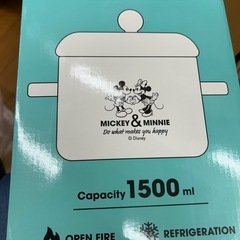 MICKEY & MINNIE
Do what makes you happy
© Disney
Capacity 1500 ml
OPEN FIRE
REFRIGERATION